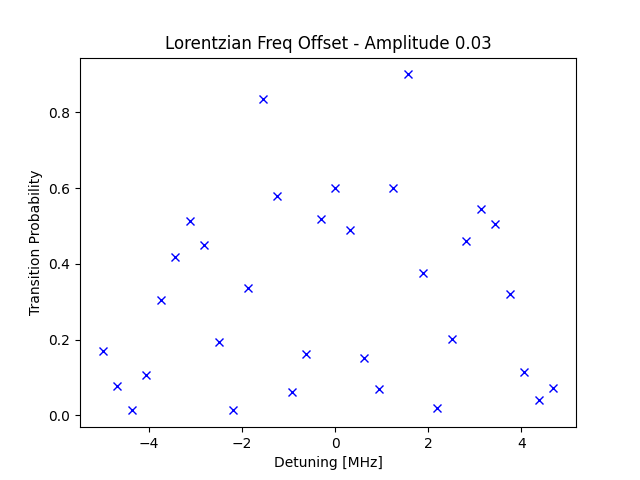 Lorentzian Freq Offset - Amplitude 0.03
0.8
0.6
0.4
0.2
0.0
Transition Probability
−4 −2 0 2 4
Detuning [MHz]